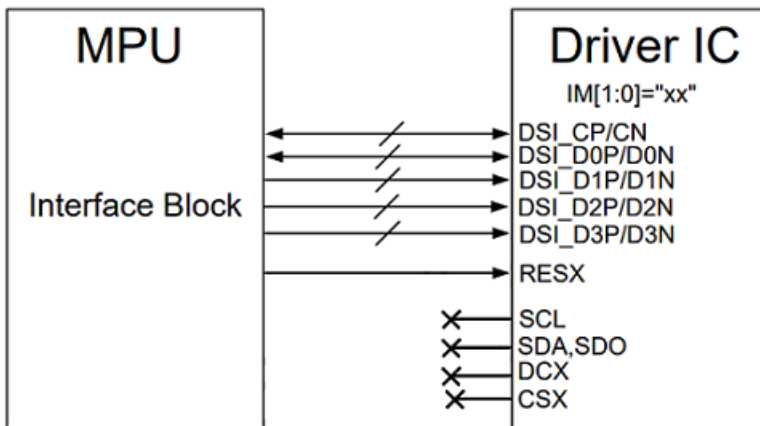 MPU
Interface Block
Driver IC
IM[1:0]="xx"
DSI_CP/CN
DSI_D0P/D0N
DSI_D1P/D1N
DSI_D2P/D2N
DSI_D3P/D3N
RESX
SCL
SDA,SDO
DCX
CSX